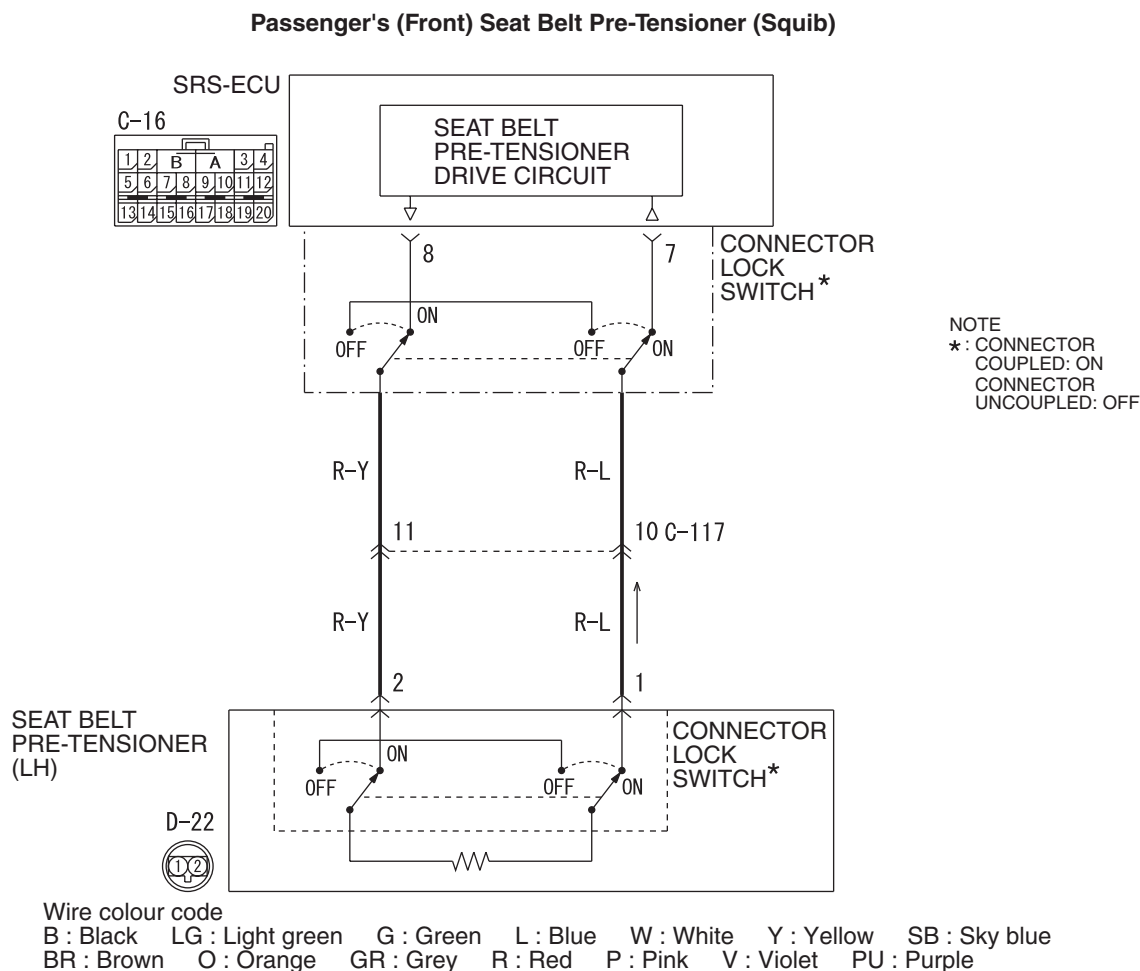 Passenger's (Front) Seat Belt Pre-Tensioner (Squib)
SRS-ECU
C-16
1 2 B A 3 4
5 6 7 8 9 10 11 12
13 14 15 16 17 18 19 20
SEAT BELT
PRE-TENSIONER
DRIVE CIRCUIT
8
7
CONNECTOR
LOCK
SWITCH*
ON
OFF
OFF
ON
NOTE
*: CONNECTOR
COUPLED: ON
CONNECTOR
UNCOUPLED: OFF
R-Y
R-L
11
10 C-117
R-Y
R-L
2
1
SEAT BELT
PRE-TENSIONER
(LH)
CONNECTOR
LOCK
SWITCH*
ON
OFF
OFF
ON
D-22
1 2
Wire colour code
B : Black LG : Light green G : Green L : Blue W : White Y : Yellow SB : Sky blue
BR : Brown O : Orange GR : Grey R : Red P : Pink V : Violet PU : Purple